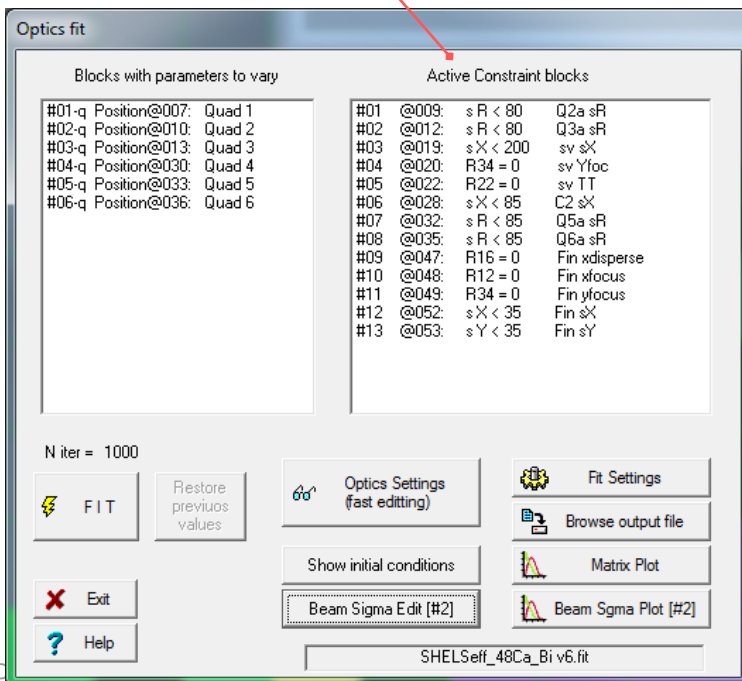 Optics fit
Blocks with parameters to vary
#01-q Position@007: Quad 1
#02-q Position@010: Quad 2
#03-q Position@013: Quad 3
#04-q Position@030: Quad 4
#05-q Position@033: Quad 5
#06-q Position@036: Quad 6
Active Constraint blocks
#01 @009: s R < 80 Q2a sR
#02 @012: s R < 80 Q3a sR
#03 @019: s X < 200 sv sX
#04 @020: R34 = 0 sv Yfoc
#05 @022: R22 = 0 sv TT
#06 @028: s X < 85 C2 sX
#07 @032: s R < 85 Q5a sR
#08 @035: s R < 85 Q6a sR
#09 @047: R16 = 0 Fin xdisperse
#10 @048: R12 = 0 Fin xfocus
#11 @049: R34 = 0 Fin yfocus
#12 @052: s X < 35 Fin sX
#13 @053: s Y < 35 Fin sY
N iter = 1000
F I T
Restore
previuos
values
Optics Settings
(fast editting)
Fit Settings
Browse output file
Show initial conditions
Matrix Plot
Exit
Beam Sigma Edit [#2]
Beam Sgma Plot [#2]
Help
SHELSeff_48Ca_Bi v6.fit